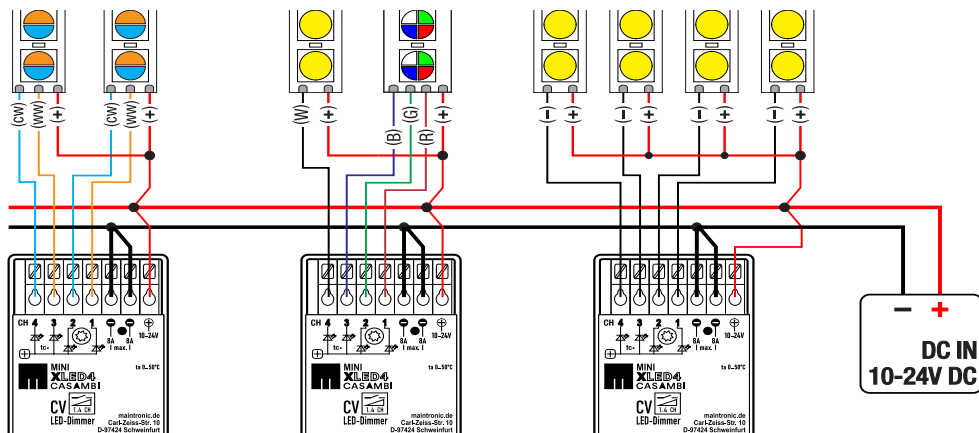 (CW) (WW) (+) (CW) (WW) (+) (W) (+) (B) (G) (R) (+) (-) (+) (-) (+) (-) (+) (-) (+)
CH 4 3 2 1 8A 8A 10-24V
tc• I max. I
MINI
XLED4
CASAMBI
ta 0...50°C
CV 1.4 CH
LED-Dimmer
maintronic.de
Carl-Zeiss-Str. 10
D-97424 Schweinfurt
CH 4 3 2 1 8A 8A 10-24V
tc• I max. I
MINI
XLED4
CASAMBI
ta 0...50°C
CV 1.4 CH
LED-Dimmer
maintronic.de
Carl-Zeiss-Str. 10
D-97424 Schweinfurt
CH 4 3 2 1 8A 8A 10-24V
tc• I max. I
MINI
XLED4
CASAMBI
ta 0...50°C
CV 1.4 CH
LED-Dimmer
maintronic.de
Carl-Zeiss-Str. 10
D-97424 Schweinfurt
− +
DC IN
10-24V DC